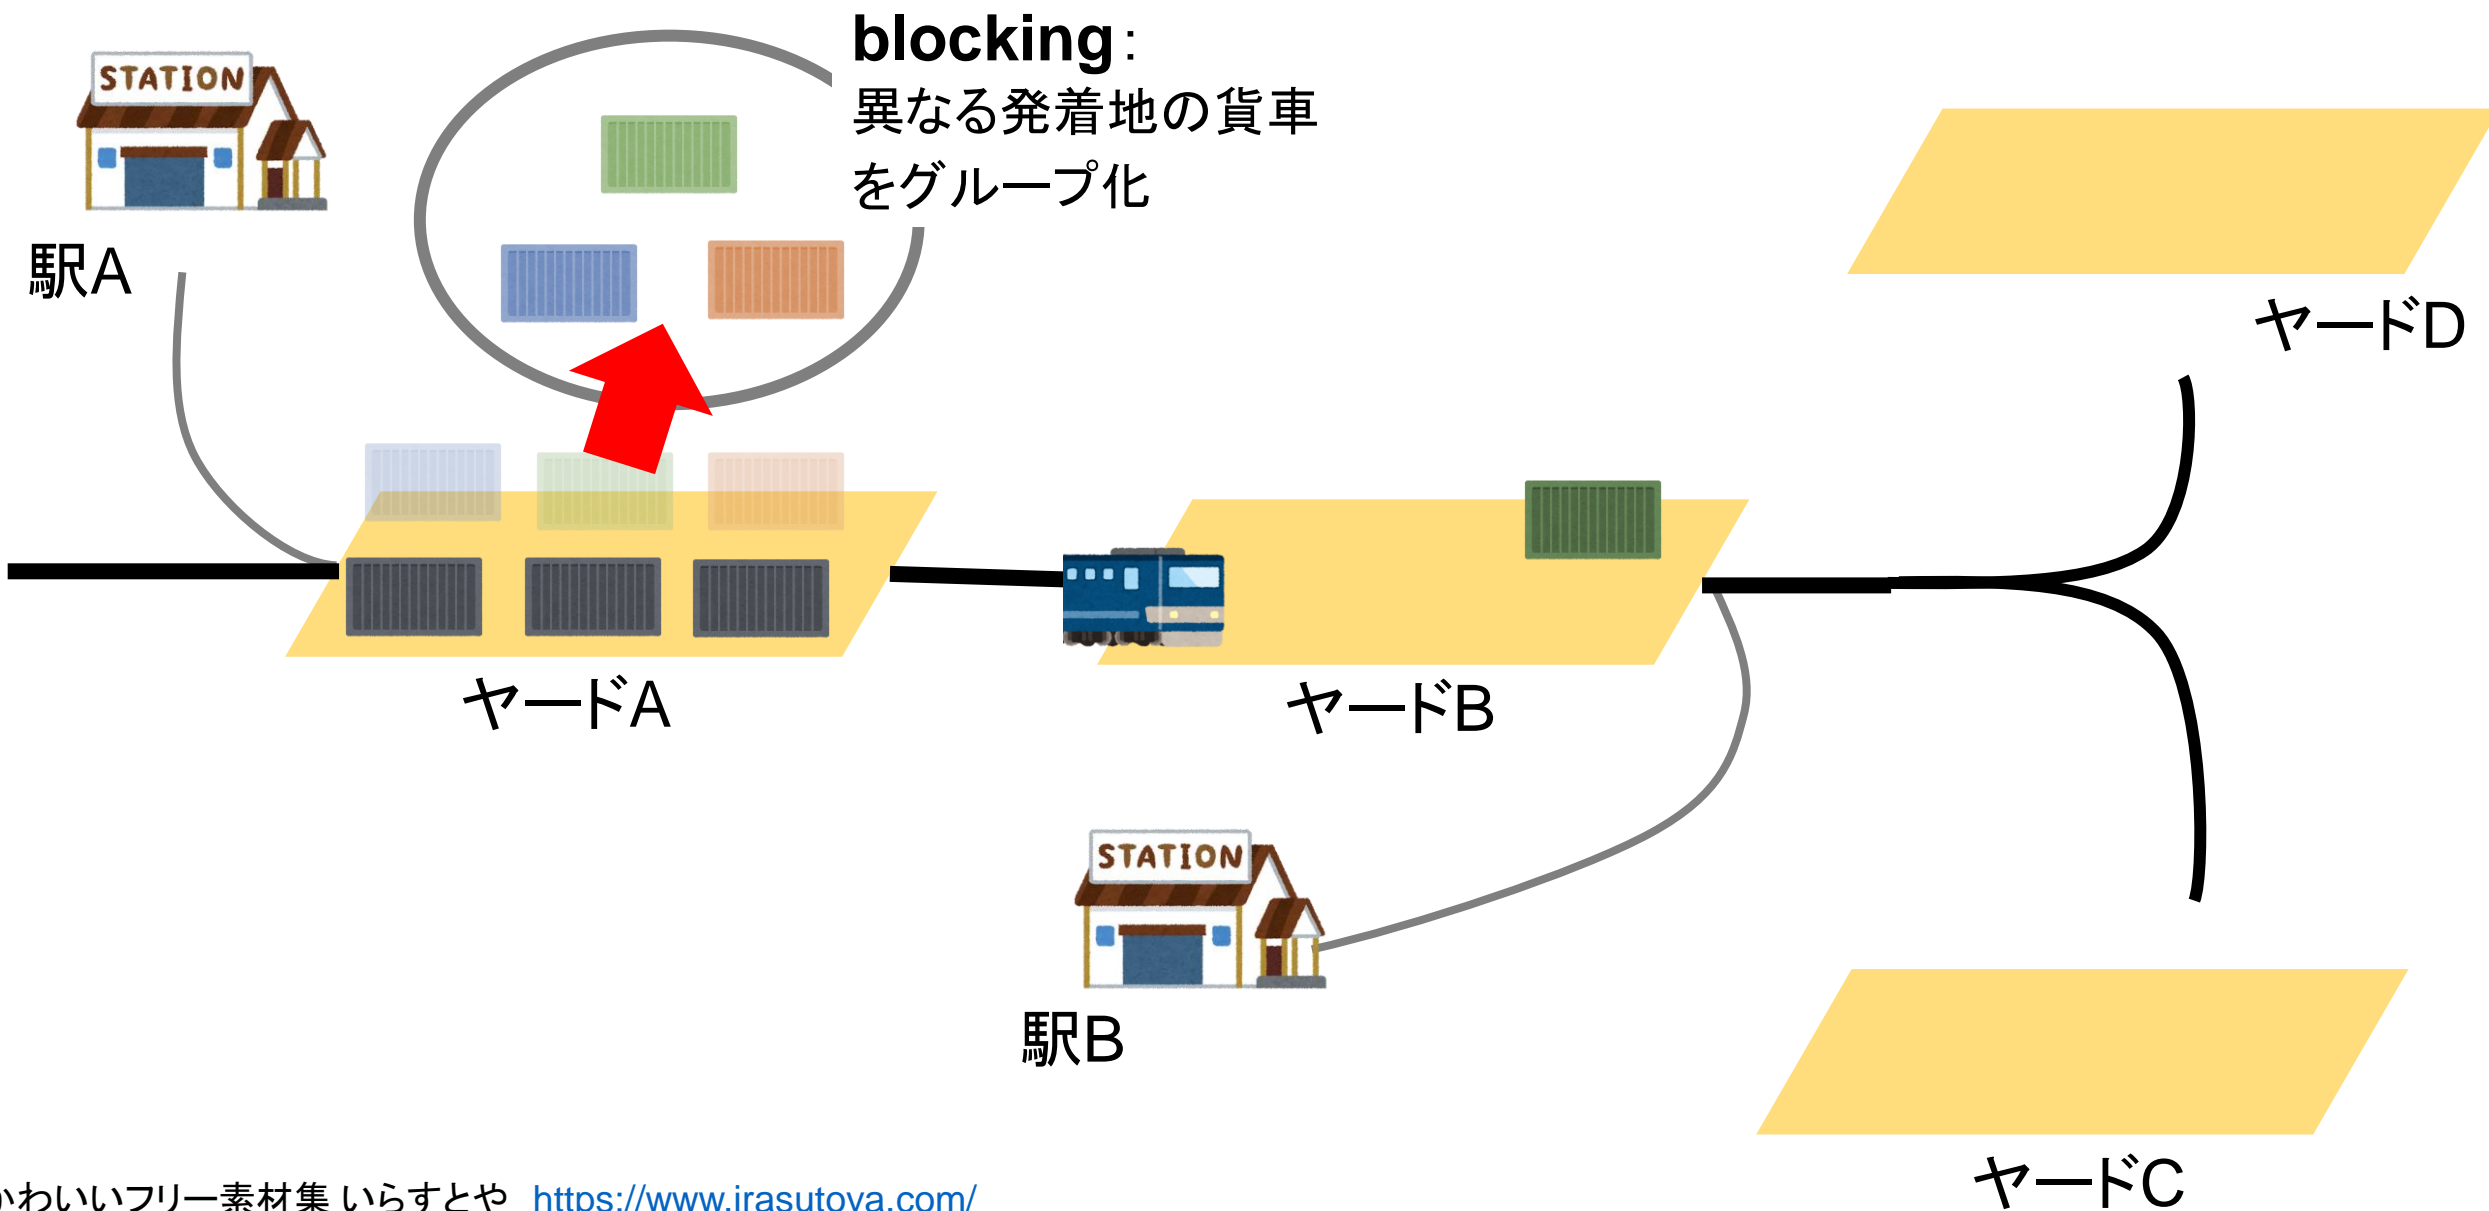 blocking：
異なる発着地の貨車
をグループ化
STATION
駅A
ヤードD
ヤードA
ヤードB
STATION
駅B
ヤードC
かわいいフリー素材集 いらすとや https://www.irasutoya.com/